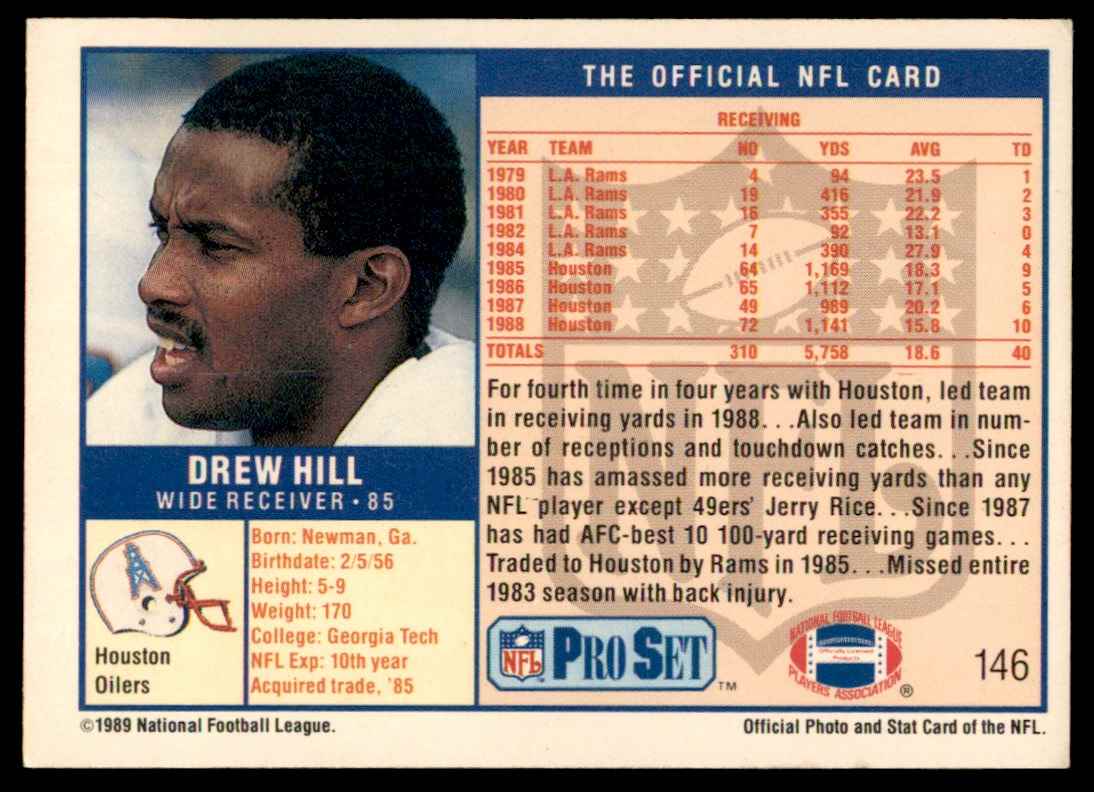 THE OFFICIAL NFL CARD
RECEIVING
YEAR TEAM NO YDS AVG TD
1979 L.A. Rams 4 94 23.5 1
1980 L.A. Rams 19 416 21.9 2
1981 L.A. Rams 16 355 22.2 3
1982 L.A. Rams 7 92 13.1 0
1984 L.A. Rams 14 390 27.9 4
1985 Houston 64 1,169 18.3 9
1986 Houston 65 1,112 17.1 5
1987 Houston 49 989 20.2 6
1988 Houston 72 1,141 15.8 10
TOTALS 310 5,758 18.6 40
For fourth time in four years with Houston, led team
in receiving yards in 1988. . .Also led team in num-
ber of receptions and touchdown catches. . .Since
1985 has amassed more receiving yards than any
NFL player except 49ers' Jerry Rice. . .Since 1987
has had AFC-best 10 100-yard receiving games. . .
Traded to Houston by Rams in 1985. . .Missed entire
1983 season with back injury.
DREW HILL
WIDE RECEIVER • 85
Houston
Oilers
Born: Newman, Ga.
Birthdate: 2/5/56
Height: 5-9
Weight: 170
College: Georgia Tech
NFL Exp: 10th year
Acquired trade, '85
NFL
PRO SET ™
NATIONAL FOOTBALL LEAGUE
Officially Licensed
Products
PLAYERS ASSOCIATION ®
146
NFL
©1989 National Football League.
Official Photo and Stat Card of the NFL.